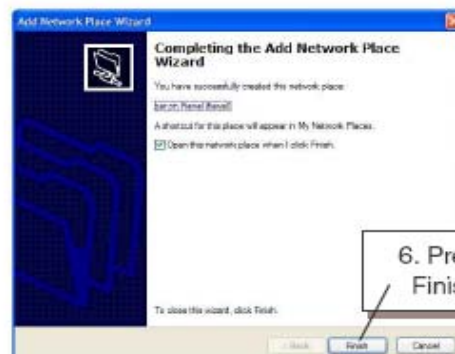 Add Network Place Wizard
Completing the Add Network Place
Wizard
You have successfully created this network place:
A shortcut for this place will appear in My Network Places.
Open this network place when I click Finish.
6. Pre
Finis
To close this wizard, click Finish.
< Back
Finish
Cancel